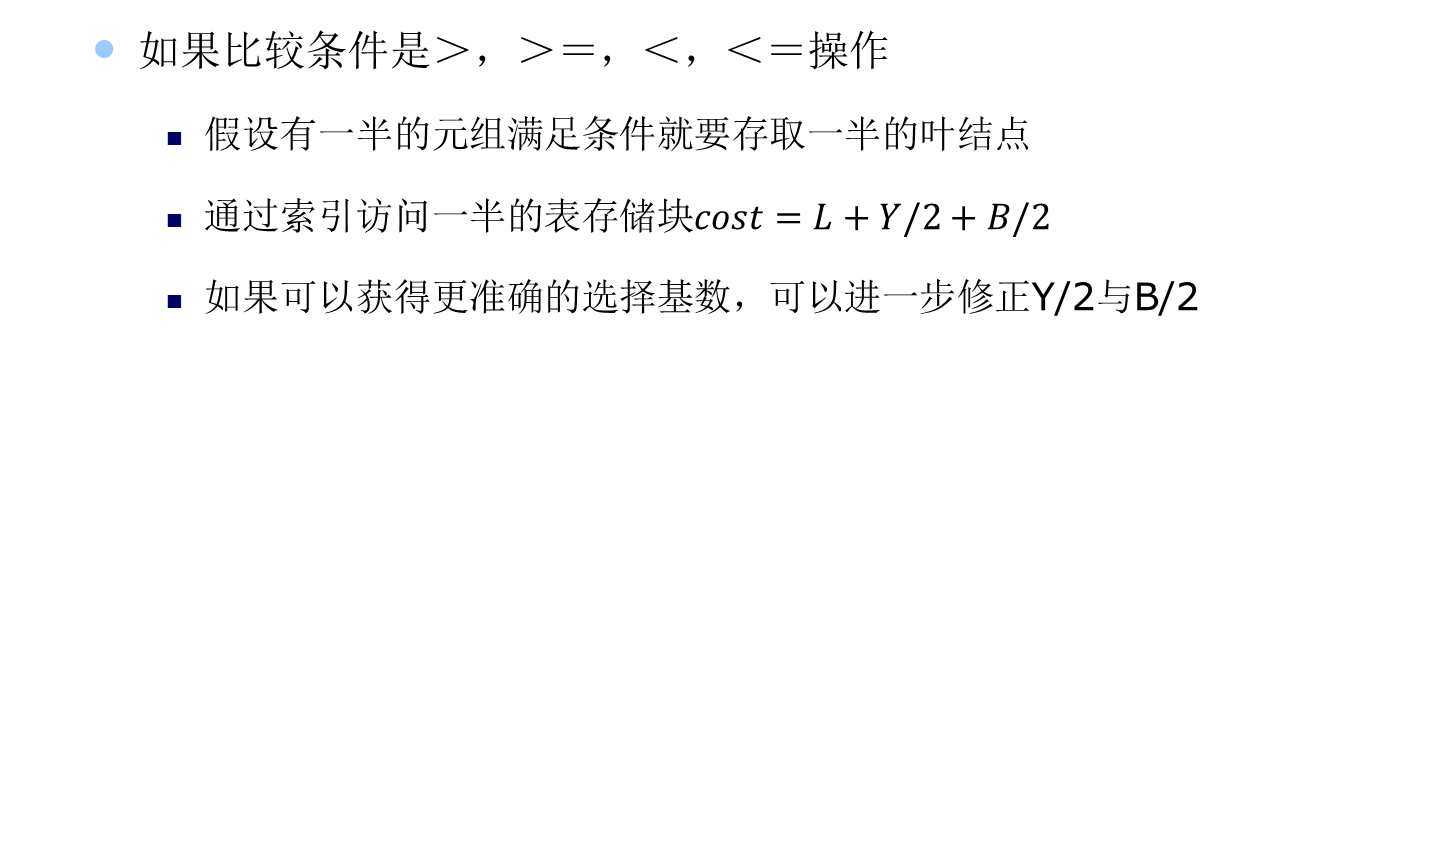 如果比较条件是＞，＞＝，＜，＜＝操作
假设有一半的元组满足条件就要存取一半的叶结点
通过索引访问一半的表存储块cost = L + Y/2 + B/2
如果可以获得更准确的选择基数，可以进一步修正Y/2与B/2